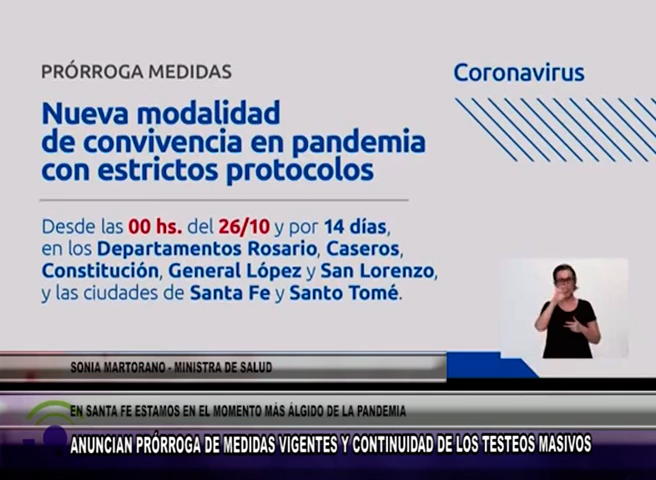 PRÓRROGA MEDIDAS
Coronavirus
Nueva modalidad
de convivencia en pandemia
con estrictos protocolos
Desde las 00 hs. del 26/10 y por 14 días,
en los Departamentos Rosario, Caseros,
Constitución, General López y San Lorenzo,
y las ciudades de Santa Fe y Santo Tomé.
SONIA MARTORANO - MINISTRA DE SALUD
EN SANTA FE ESTAMOS EN EL MOMENTO MÁS ÁLGIDO DE LA PANDEMIA
ANUNCIAN PRÓRROGA DE MEDIDAS VIGENTES Y CONTINUIDAD DE LOS TESTEOS MASIVOS